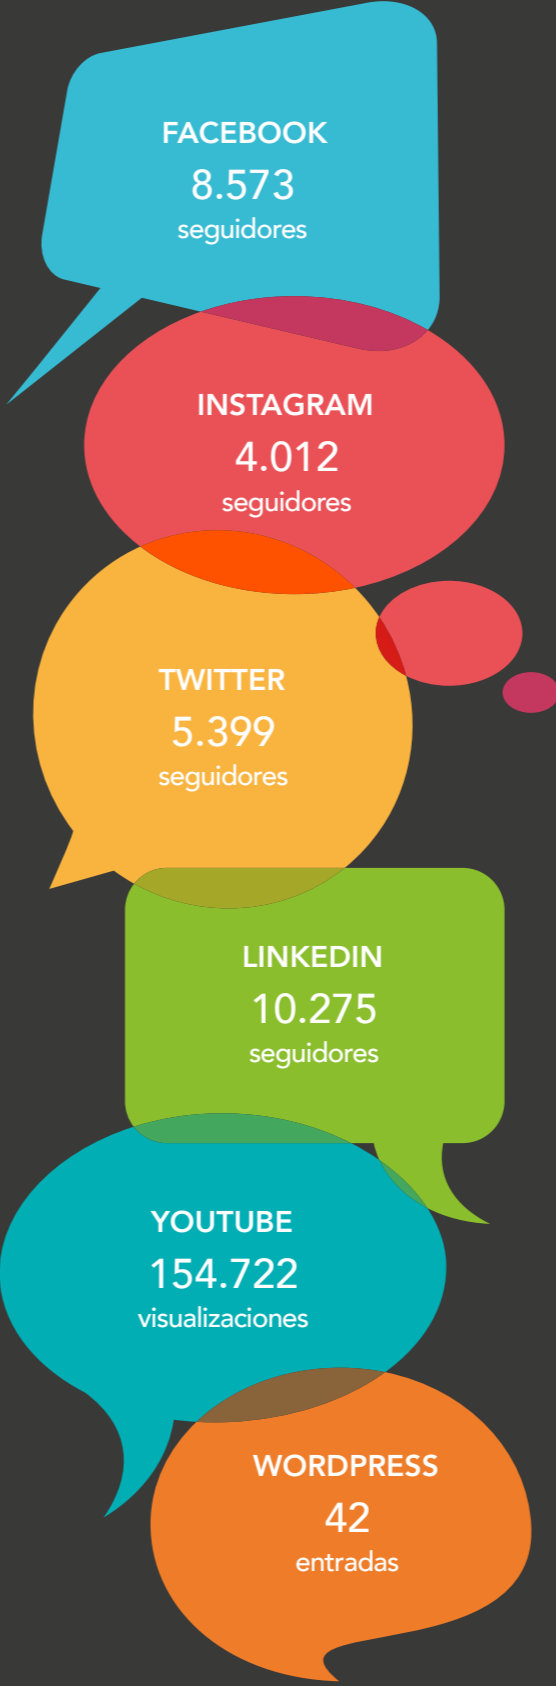 FACEBOOK
8.573
seguidores
INSTAGRAM
4.012
seguidores
TWITTER
5.399
seguidores
LINKEDIN
10.275
seguidores
YOUTUBE
154.722
visualizaciones
WORDPRESS
42
entradas